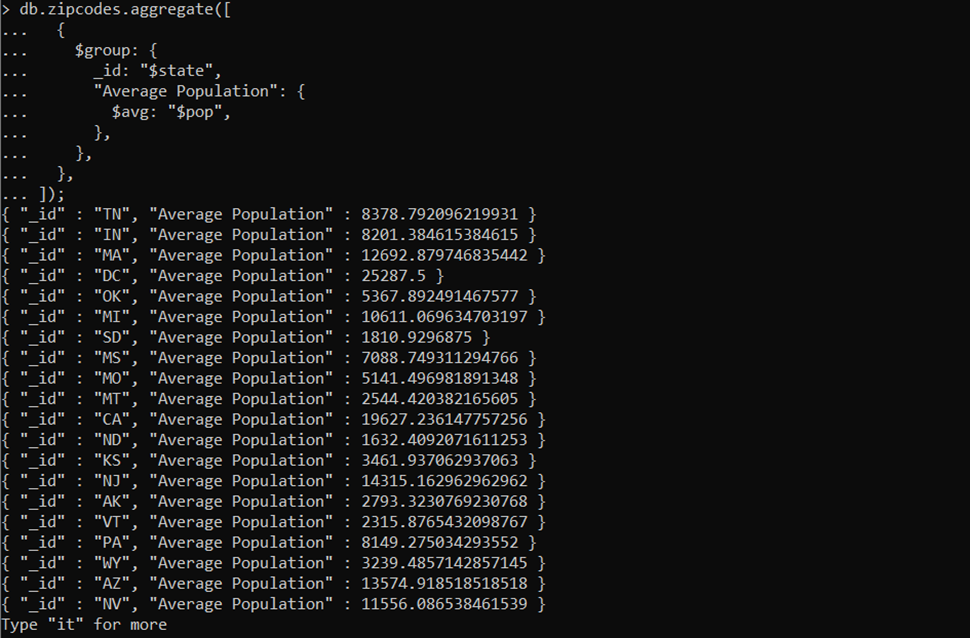 > db.zipcodes.aggregate([
...   {
...     $group: {
...       _id: "$state",
...       "Average Population": {
...         $avg: "$pop",
...       },
...     },
...   },
... ]);
{ "_id" : "TN", "Average Population" : 8378.792096219931 }
{ "_id" : "IN", "Average Population" : 8201.384615384615 }
{ "_id" : "MA", "Average Population" : 12692.879746835442 }
{ "_id" : "DC", "Average Population" : 25287.5 }
{ "_id" : "OK", "Average Population" : 5367.892491467577 }
{ "_id" : "MI", "Average Population" : 10611.069634703197 }
{ "_id" : "SD", "Average Population" : 1810.9296875 }
{ "_id" : "MS", "Average Population" : 7088.749311294766 }
{ "_id" : "MO", "Average Population" : 5141.496981891348 }
{ "_id" : "MT", "Average Population" : 2544.420382165605 }
{ "_id" : "CA", "Average Population" : 19627.236147757256 }
{ "_id" : "ND", "Average Population" : 1632.4092071611253 }
{ "_id" : "KS", "Average Population" : 3461.937062937063 }
{ "_id" : "NJ", "Average Population" : 14315.162962962962 }
{ "_id" : "AK", "Average Population" : 2793.3230769230768 }
{ "_id" : "VT", "Average Population" : 2315.8765432098767 }
{ "_id" : "PA", "Average Population" : 8149.275034293552 }
{ "_id" : "WY", "Average Population" : 3239.4857142857145 }
{ "_id" : "AZ", "Average Population" : 13574.918518518518 }
{ "_id" : "NV", "Average Population" : 11556.086538461539 }
Type "it" for more